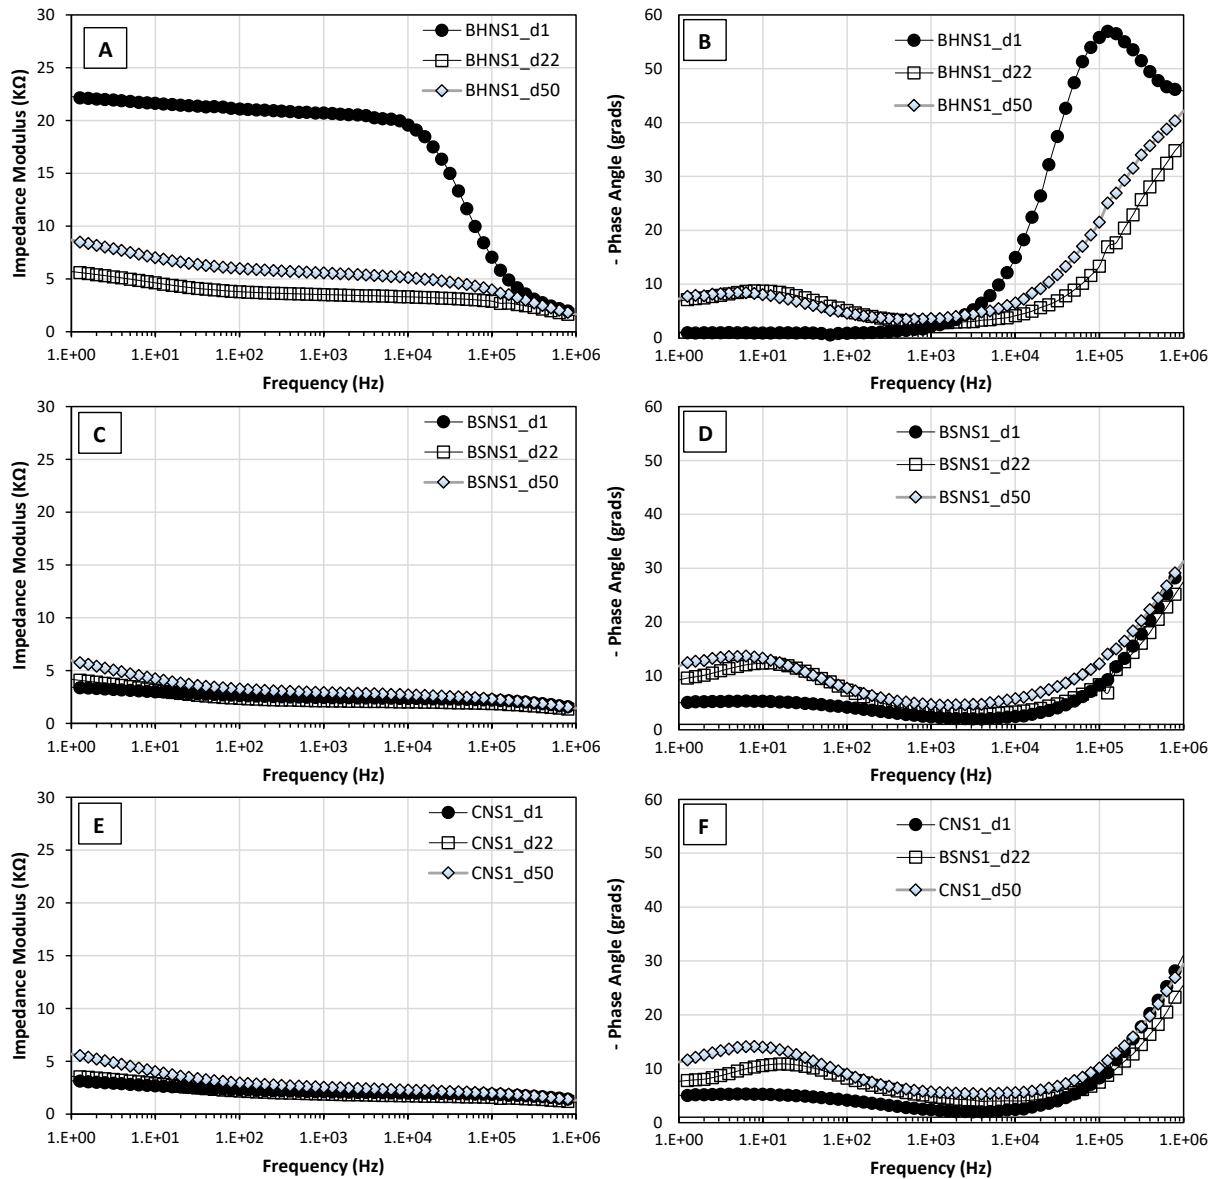 A
BHNS1_d1
BHNS1_d22
BHNS1_d50
Impedance Modulus (KΩ)
30
25
20
15
10
5
0
1.E+00 1.E+01 1.E+02 1.E+03 1.E+04 1.E+05 1.E+06
Frequency (Hz)
B
BHNS1_d1
BHNS1_d22
BHNS1_d50
- Phase Angle (grads)
60
50
40
30
20
10
0
1.E+00 1.E+01 1.E+02 1.E+03 1.E+04 1.E+05 1.E+06
Frequency (Hz)
C
BSNS1_d1
BSNS1_d22
BSNS1_d50
Impedance Modulus (KΩ)
30
25
20
15
10
5
0
1.E+00 1.E+01 1.E+02 1.E+03 1.E+04 1.E+05 1.E+06
Frequency (Hz)
D
BSNS1_d1
BSNS1_d22
BSNS1_d50
- Phase Angle (grads)
60
50
40
30
20
10
0
1.E+00 1.E+01 1.E+02 1.E+03 1.E+04 1.E+05 1.E+06
Frequency (Hz)
E
CNS1_d1
CNS1_d22
CNS1_d50
Impedance Modulus (KΩ)
30
25
20
15
10
5
0
1.E+00 1.E+01 1.E+02 1.E+03 1.E+04 1.E+05 1.E+06
Frequency (Hz)
F
CNS1_d1
BSNS1_d22
CNS1_d50
- Phase Angle (grads)
60
50
40
30
20
10
0
1.E+00 1.E+01 1.E+02 1.E+03 1.E+04 1.E+05 1.E+06
Frequency (Hz)